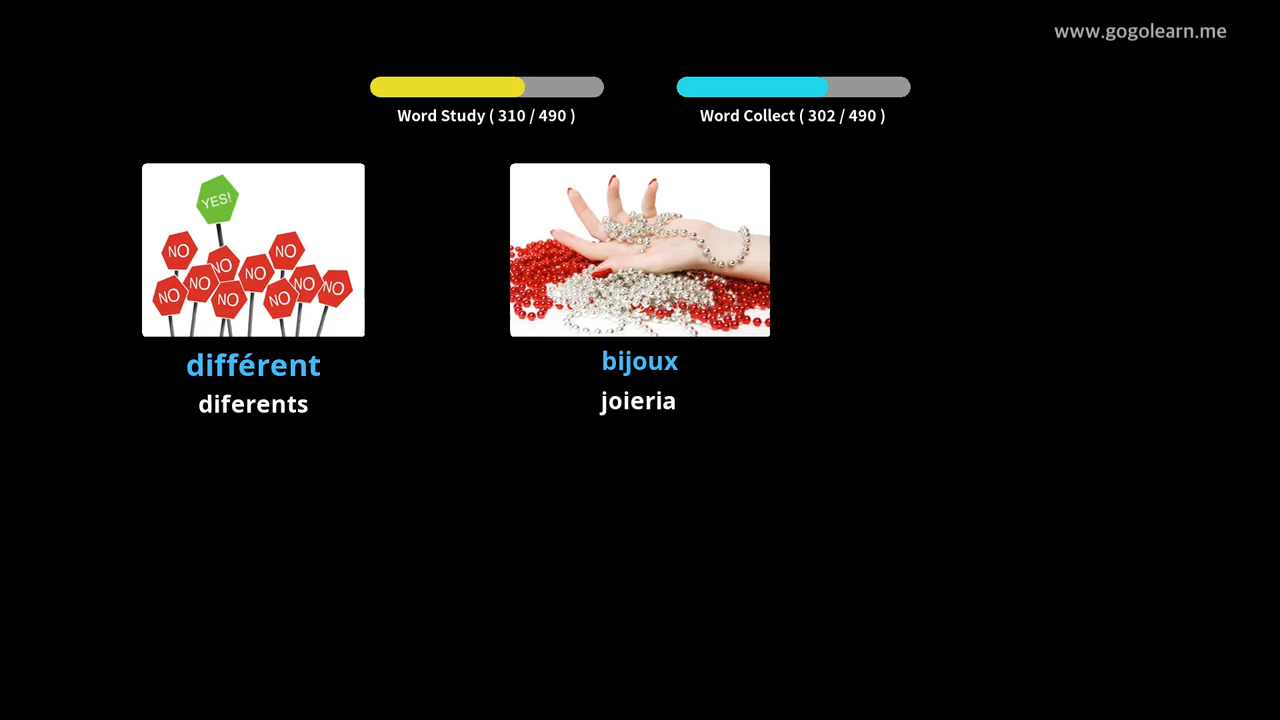 www.gogolearn.me
Word Study ( 310 / 490 )
Word Collect ( 302 / 490 )
YES!
NO
NO
NO
NO
NO
NO
NO
NO
NO
NO
différent
diferents
bijoux
joieria